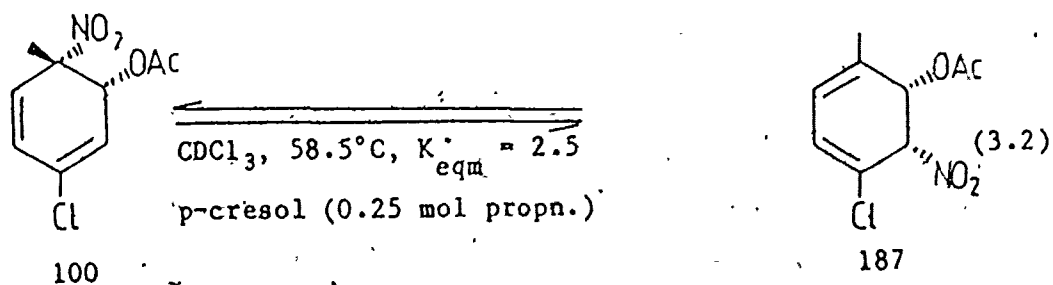 NO₂
OAc
Cl
100
CDCl₃, 58.5°C, K eqm = 2.5
p-cresol (0.25 mol propn.)
OAc
NO₂ (3.2)
Cl
187